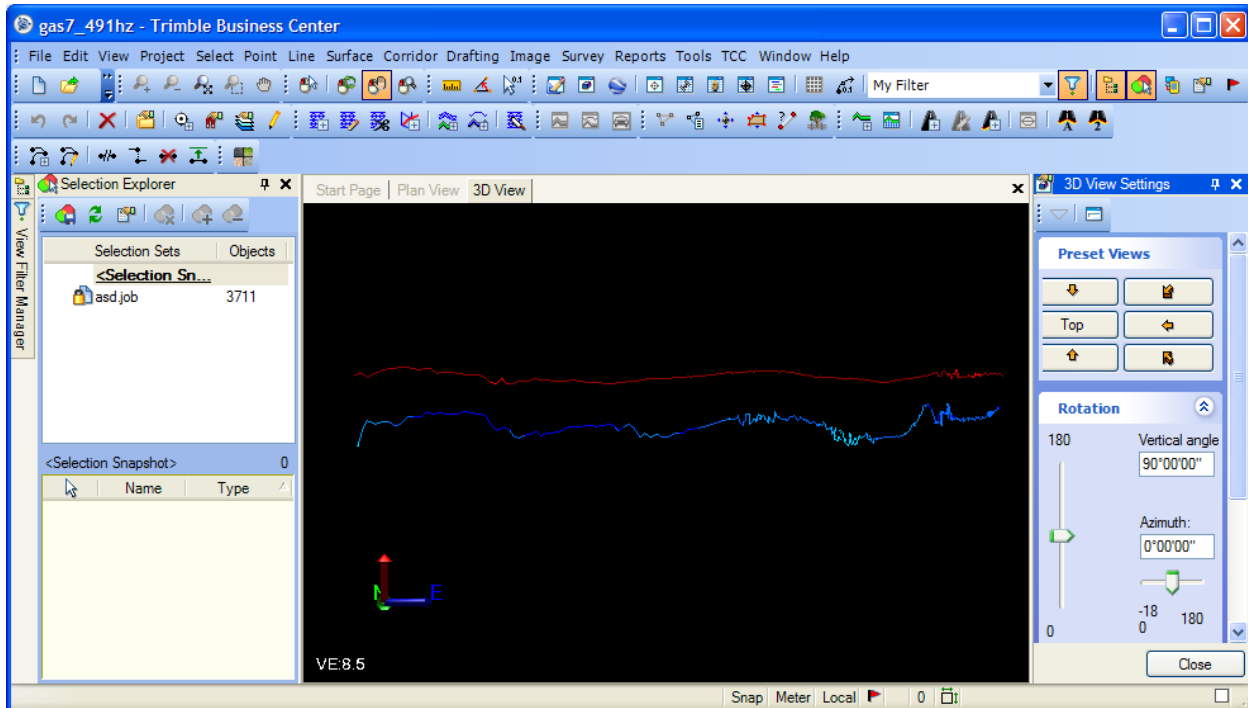 gas7_491hz - Trimble Business Center
File Edit View Project Select Point Line Surface Corridor Drafting Image Survey Reports Tools TCC Window Help
My Filter
Selection Explorer
Start Page Plan View 3D View
3D View Settings
View Filter Manager
Selection Sets Objects
<Selection Sn...
asd.job 3711
<Selection Snapshot> 0
Name Type
Preset Views
Top
Rotation
180
Vertical angle
90°00'00"
Azimuth:
0°00'00"
-18
0 180
0
E
VE:8.5
Close
Snap Meter Local 0